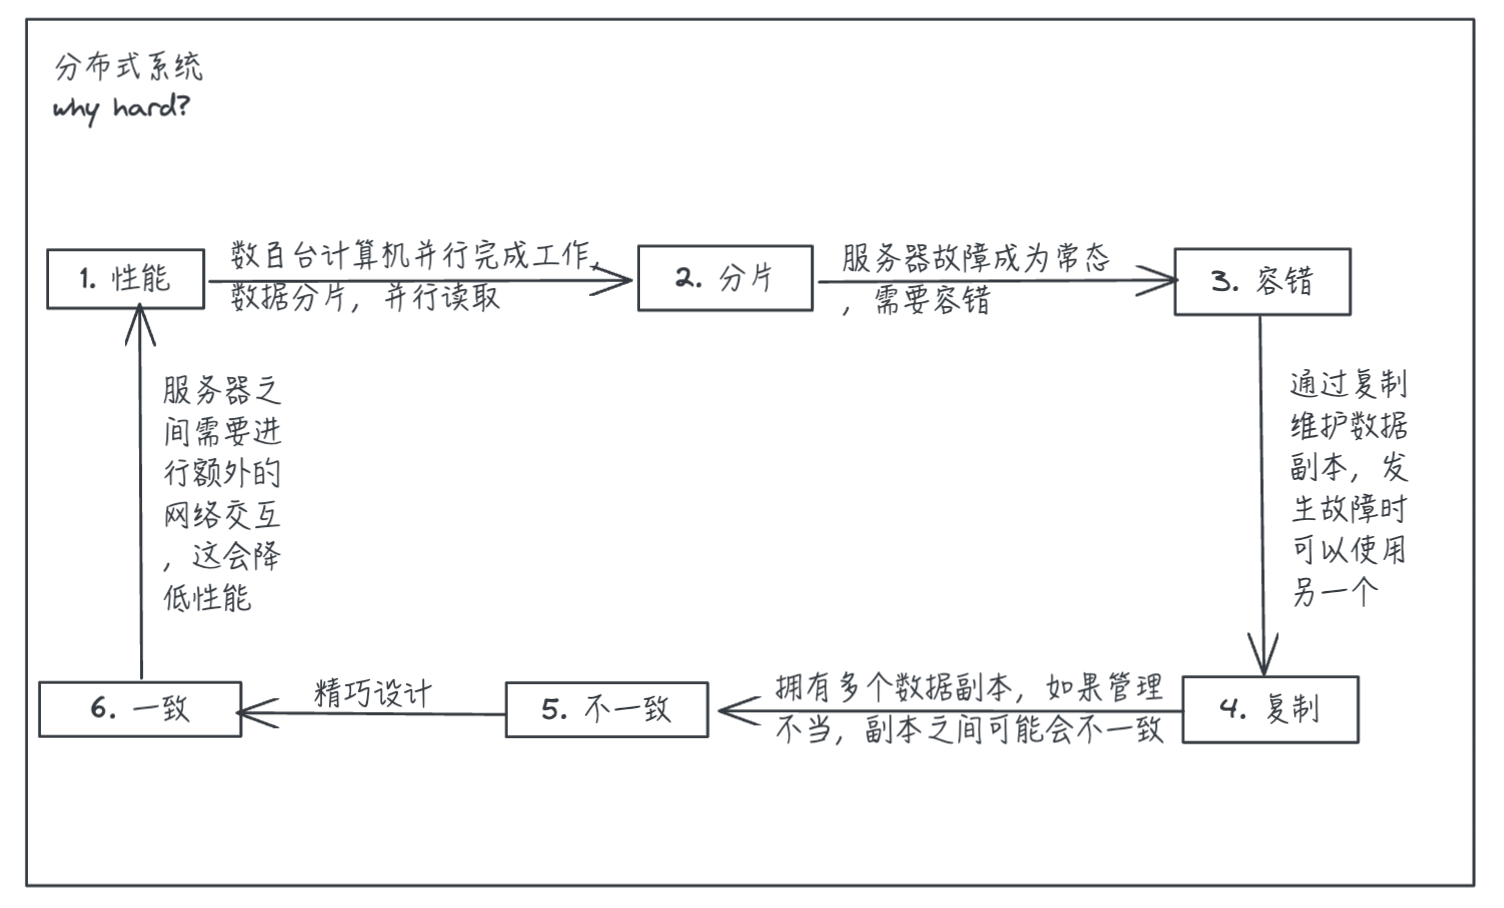 分布式系统
why hard?
1. 性能
数百台计算机并行完成工作,
数据分片，并行读取
2. 分片
服务器故障成为常态
，需要容错
3. 容错
通过复制
维护数据
副本，发
生故障时
可以使用
另一个
4. 复制
拥有多个数据副本，如果管理
不当，副本之间可能会不一致
5. 不一致
精巧设计
6. 一致
服务器之
间需要进
行额外的
网络交互
，这会降
低性能